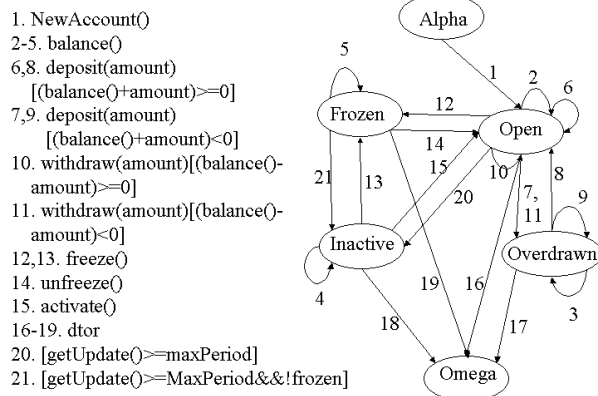 1. NewAccount()
2-5. balance()
6,8. deposit(amount)
[(balance()+amount)>=0]
7,9. deposit(amount)
[(balance()+amount)<0]
10. withdraw(amount)[(balance()-
amount)>=0]
11. withdraw(amount)[(balance()-
amount)<0]
12,13. freeze()
14. unfreeze()
15. activate()
16-19. dtor
20. [getUpdate()>=maxPeriod]
21. [getUpdate()>=MaxPeriod&&!frozen]
Alpha
1
5
2
6
Frozen
12
Open
14
15
10
21
13
20
7,
11
8
9
Inactive
Overdrawn
4
19
16
3
18
17
Omega